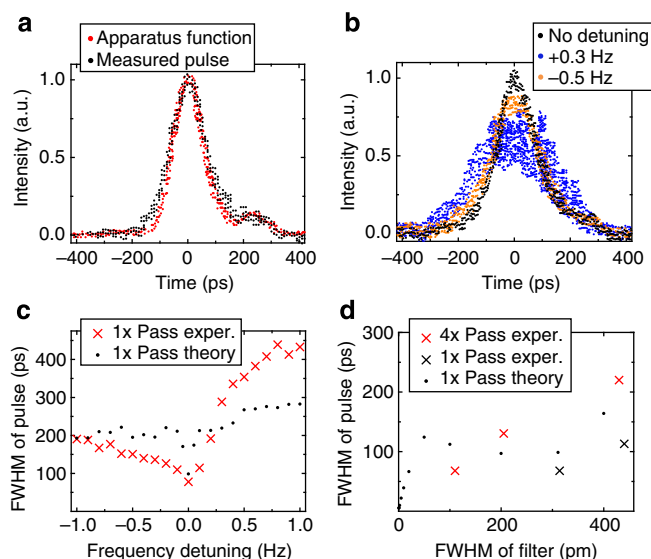 a
Apparatus function
Measured pulse
1.0
0.5
0.0
Intensity (a.u.)
−400 −200 0 200 400
Time (ps)
b
No detuning
+0.3 Hz
−0.5 Hz
1.0
0.5
0.0
Intensity (a.u.)
−400 −200 0 200 400
Time (ps)
c
1x Pass exper.
1x Pass theory
400
300
200
100
FWHM of pulse (ps)
−1.0 −0.5 0.0 0.5 1.0
Frequency detuning (Hz)
d
4x Pass exper.
1x Pass exper.
1x Pass theory
300
200
100
0
FWHM of pulse (ps)
0 200 400
FWHM of filter (pm)